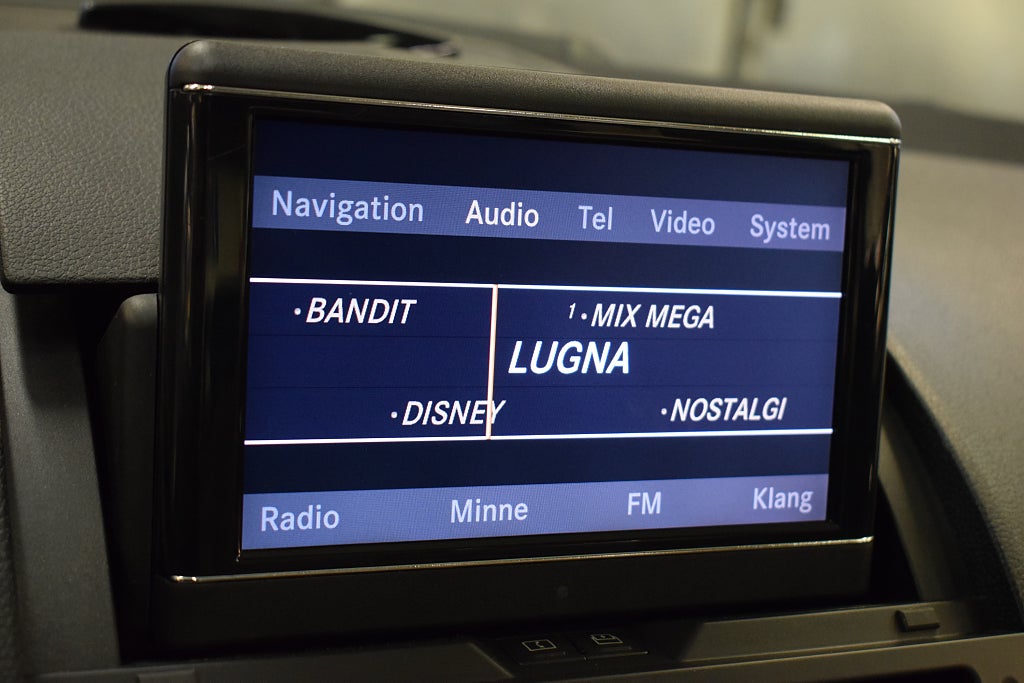 Navigation Audio Tel Video System
·BANDIT 1·MIX MEGA
LUGNA
·DISNEY ·NOSTALGI
Radio Minne FM Klang